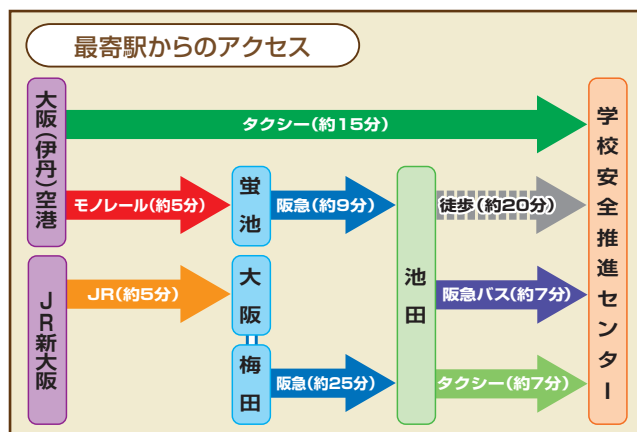 最寄駅からのアクセス
大阪(伊丹)空港
タクシー(約15分)
学校安全推進センター
モノレール(約5分)
蛍池
阪急(約9分)
池田
徒歩(約20分)
JR新大阪
JR(約5分)
大阪
阪急バス(約7分)
梅田
阪急(約25分)
タクシー(約7分)